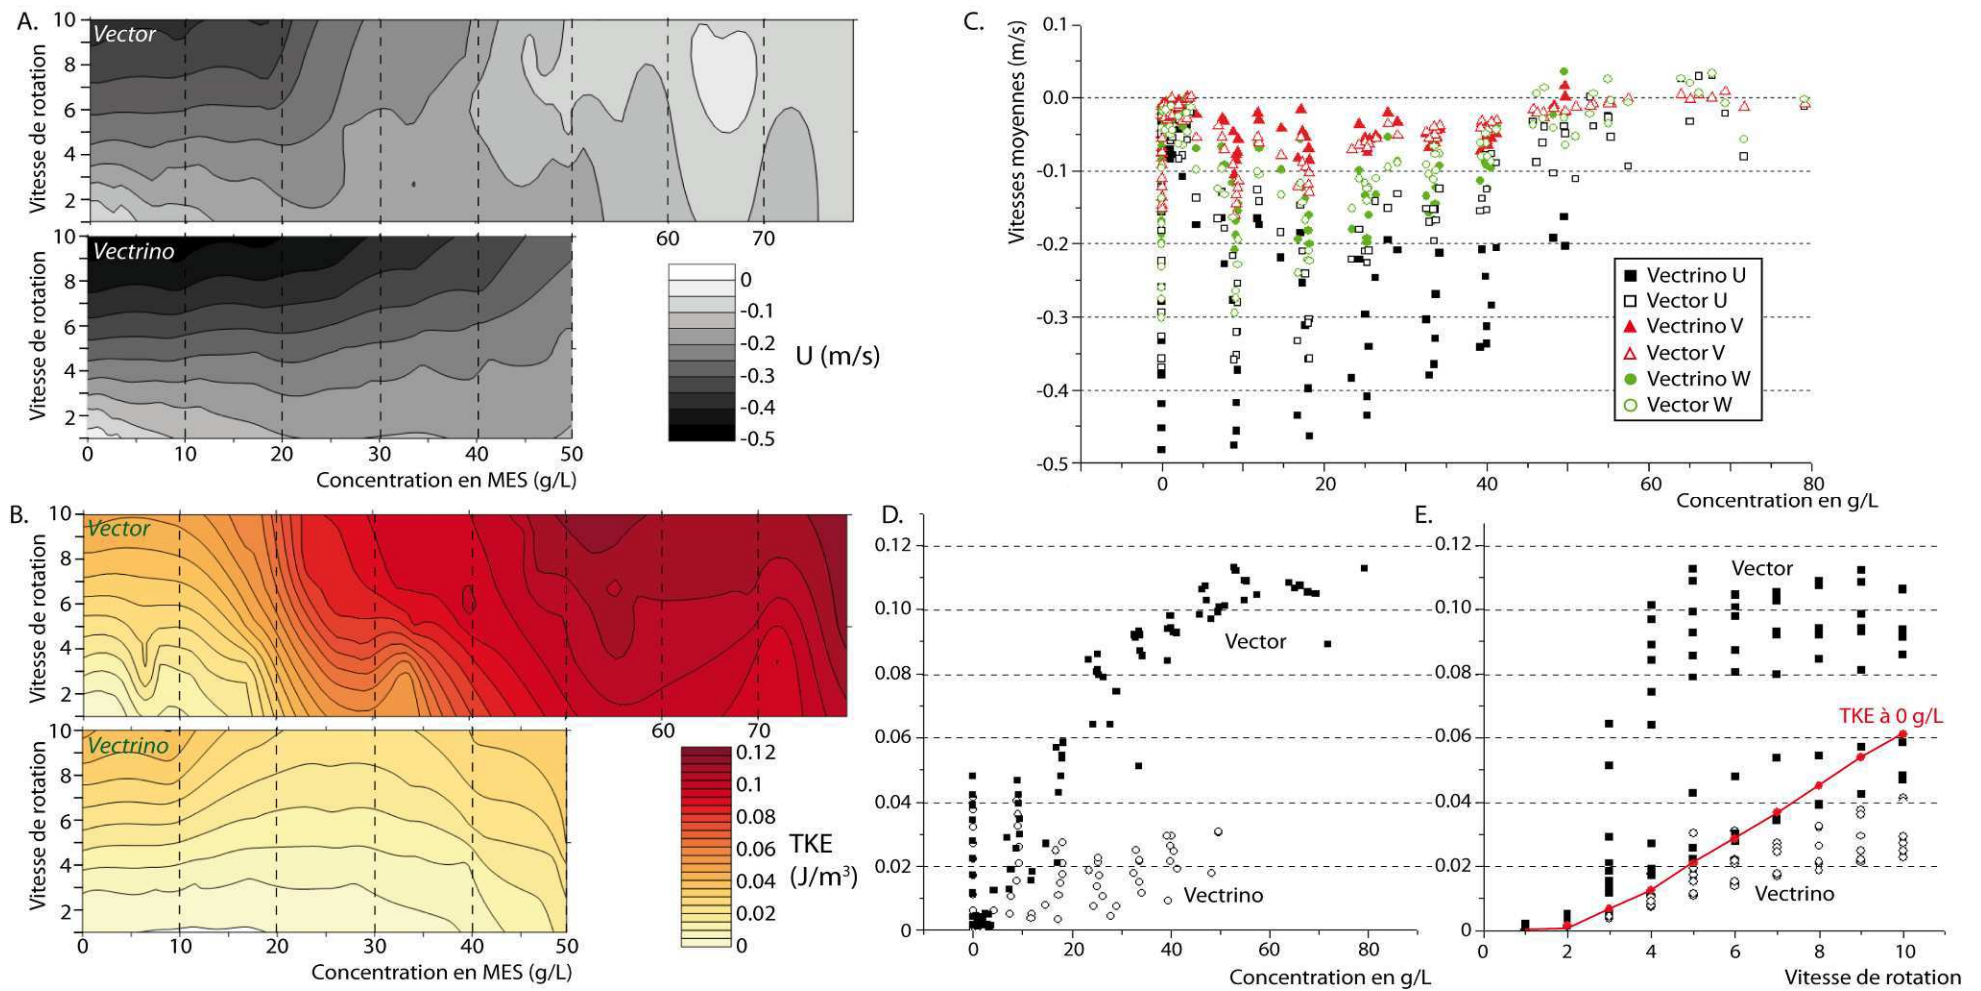 A.
Vector
Vitesse de rotation
10
8
6
4
2
60
70
Vectrino
Vitesse de rotation
10
8
6
4
2
0
10
20
30
40
50
Concentration en MES (g/L)
0
-0.1
-0.2
-0.3
-0.4
-0.5
U (m/s)
B.
Vector
Vitesse de rotation
10
8
6
4
2
60
70
Vectrino
Vitesse de rotation
10
8
6
4
2
0
10
20
30
40
50
Concentration en MES (g/L)
0.12
0.1
0.08
0.06
0.04
0.02
0
TKE
(J/m³)
C.
Vitesses moyennes (m/s)
0.1
0.0
-0.1
-0.2
-0.3
-0.4
-0.5
0
20
40
60
80
Concentration en g/L
Vectrino U
Vector U
Vectrino V
Vector V
Vectrino W
Vector W
D.
0.12
0.10
0.08
0.06
0.04
0.02
0
Vector
Vectrino
0
20
40
60
80
Concentration en g/L
E.
0.12
0.10
0.08
0.06
0.04
0.02
0
Vector
TKE à 0 g/L
Vectrino
0
2
4
6
8
10
Vitesse de rotation